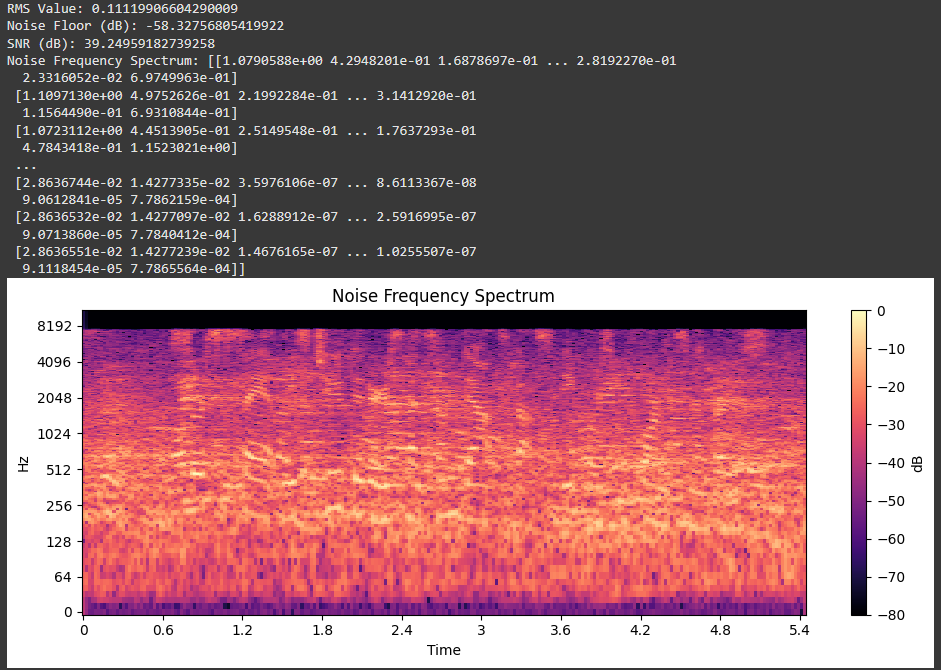 RMS Value: 0.11119906604290009
Noise Floor (dB): -58.32756805419922
SNR (dB): 39.24959182739258
Noise Frequency Spectrum: [[1.0790588e+00 4.2948201e-01 1.6878697e-01 ... 2.8192270e-01
2.3316052e-02 6.9749963e-01]
[1.1097130e+00 4.9752626e-01 2.1992284e-01 ... 3.1412920e-01
1.1564490e-01 6.9310844e-01]
[1.0723112e+00 4.4513905e-01 2.5149548e-01 ... 1.7637293e-01
4.7843418e-01 1.1523021e+00]
...
[2.8636744e-02 1.4277335e-02 3.5976106e-07 ... 8.6113367e-08
9.0612841e-05 7.7862159e-04]
[2.8636532e-02 1.4277097e-02 1.6288912e-07 ... 2.5916995e-07
9.0713860e-05 7.7840412e-04]
[2.8636551e-02 1.4277239e-02 1.4676165e-07 ... 1.0255507e-07
9.1118454e-05 7.7865564e-04]]
Noise Frequency Spectrum
8192
4096
2048
1024
512
256
128
64
0
Hz
0 0.6 1.2 1.8 2.4 3 3.6 4.2 4.8 5.4
Time
0
−10
−20
−30
−40
−50
−60
−70
−80
dB